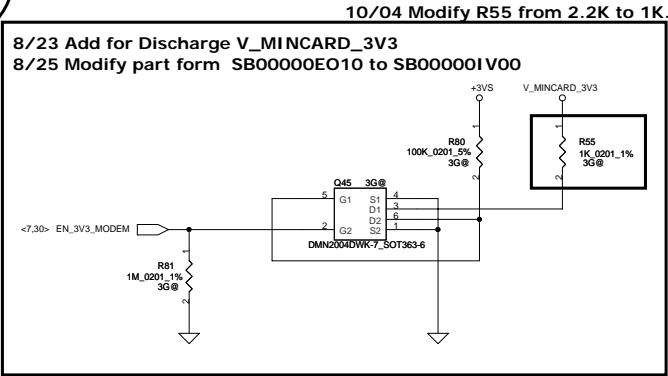 10/04 Modify R55 from 2.2K to 1K.
8/23 Add for Discharge V_MINCARD_3V3
8/25 Modify part form SB00000EO10 to SB00000IV00
+3VS
V_MINCARD_3V3
1
R80
100K_0201_5%
3G@
2
1
R55
1K_0201_1%
3G@
2
Q45 3G@
5 G1 S1 4
D1 3
D2 6
2 G2 S2 1
DMN2004DWK-7_SOT363-6
<7,30> EN_3V3_MODEM
1
R81
1M_0201_1%
3G@
2